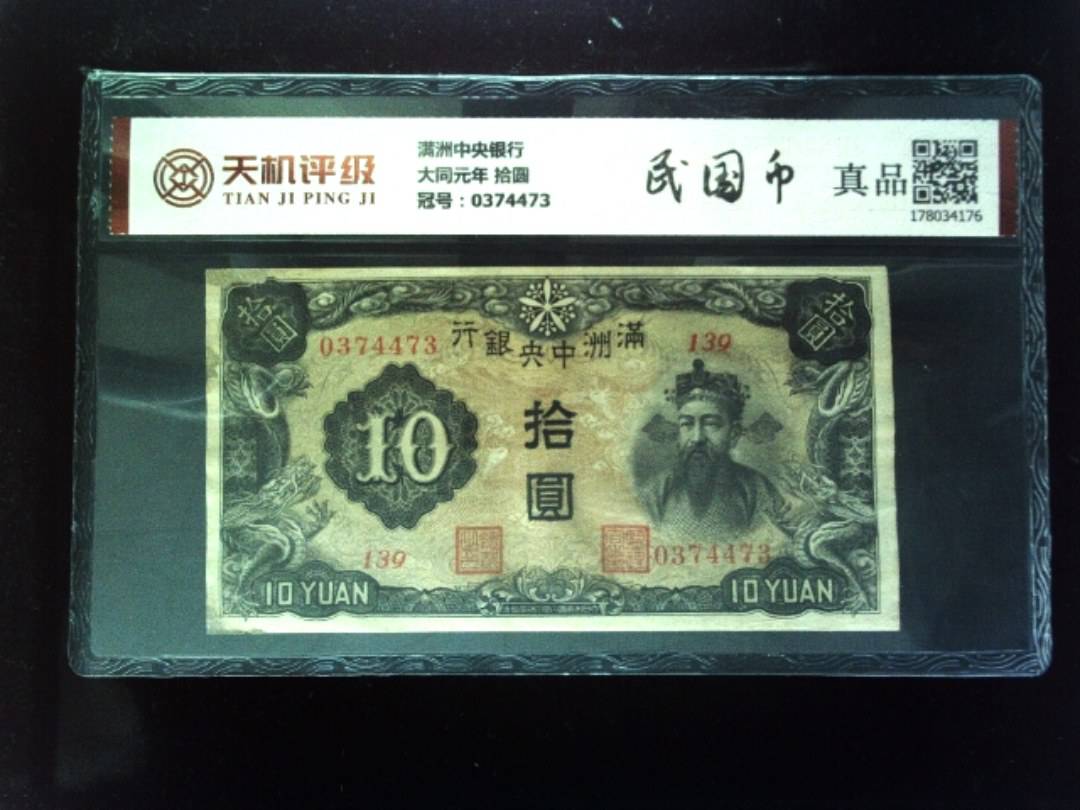 天机评级
TIAN JI PING JI
满洲中央银行
大同元年 拾圆
冠号：0374473
民国币
真品
178034176
拾圓
拾圓
0374473
行銀央中洲滿
139
10
拾
圓
139
0374473
10 YUAN
10 YUAN